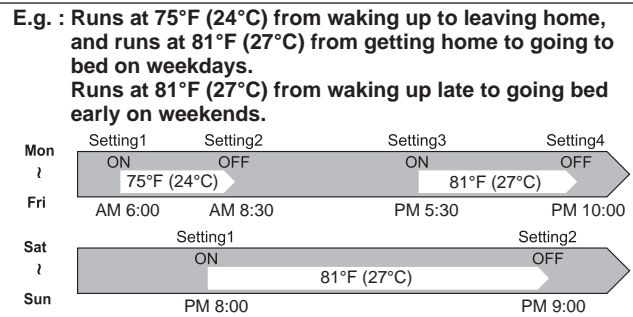 E.g. : Runs at 75°F (24°C) from waking up to leaving home,
and runs at 81°F (27°C) from getting home to going to
bed on weekdays.
Runs at 81°F (27°C) from waking up late to going bed
early on weekends.
Setting1 Setting2 Setting3 Setting4
Mon
~
Fri
ON OFF ON OFF
75°F (24°C) 81°F (27°C)
AM 6:00 AM 8:30 PM 5:30 PM 10:00
Setting1 Setting2
Sat
~
Sun
ON OFF
81°F (27°C)
PM 8:00 PM 9:00